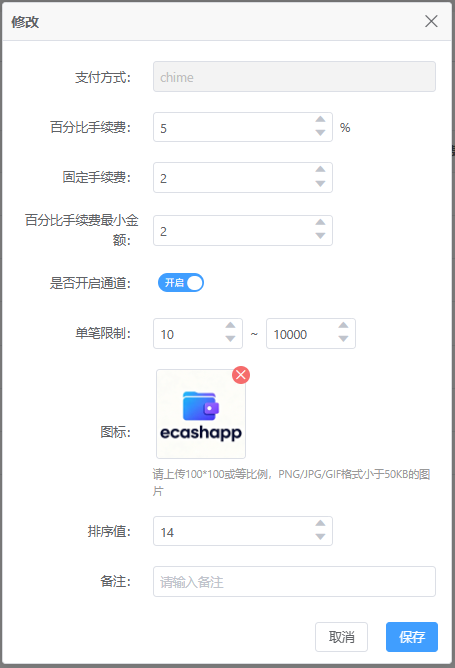 修改
支付方式：
chime
百分比手续费：
5
%
固定手续费：
2
百分比手续费最小金
额：
2
是否开启通道：
开启
单笔限制：
10
~
10000
图标：
ecashapp
请上传100*100或等比例，PNG/JPG/GIF格式小于50KB的图
片
排序值：
14
备注：
请输入备注
取消
保存